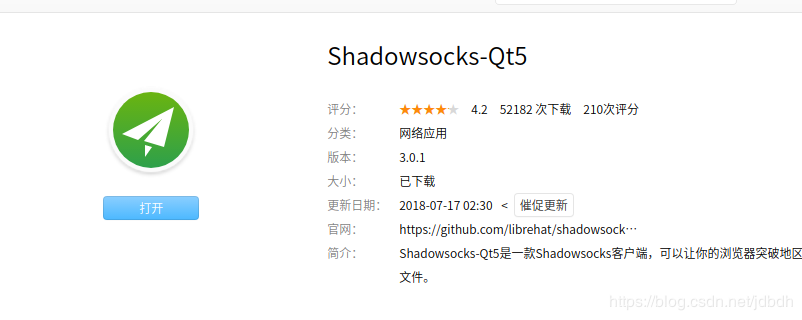 Shadowsocks-Qt5
评分： 4.2 52182 次下载 210次评分
分类： 网络应用
版本： 3.0.1
大小： 已下载
打开
更新日期： 2018-07-17 02:30 < 催促更新
官网： https://github.com/librehat/shadowsock…
简介： Shadowsocks-Qt5是一款Shadowsocks客户端，可以让你的浏览器突破地区
文件。
https://blog.csdn.net/jdbdh